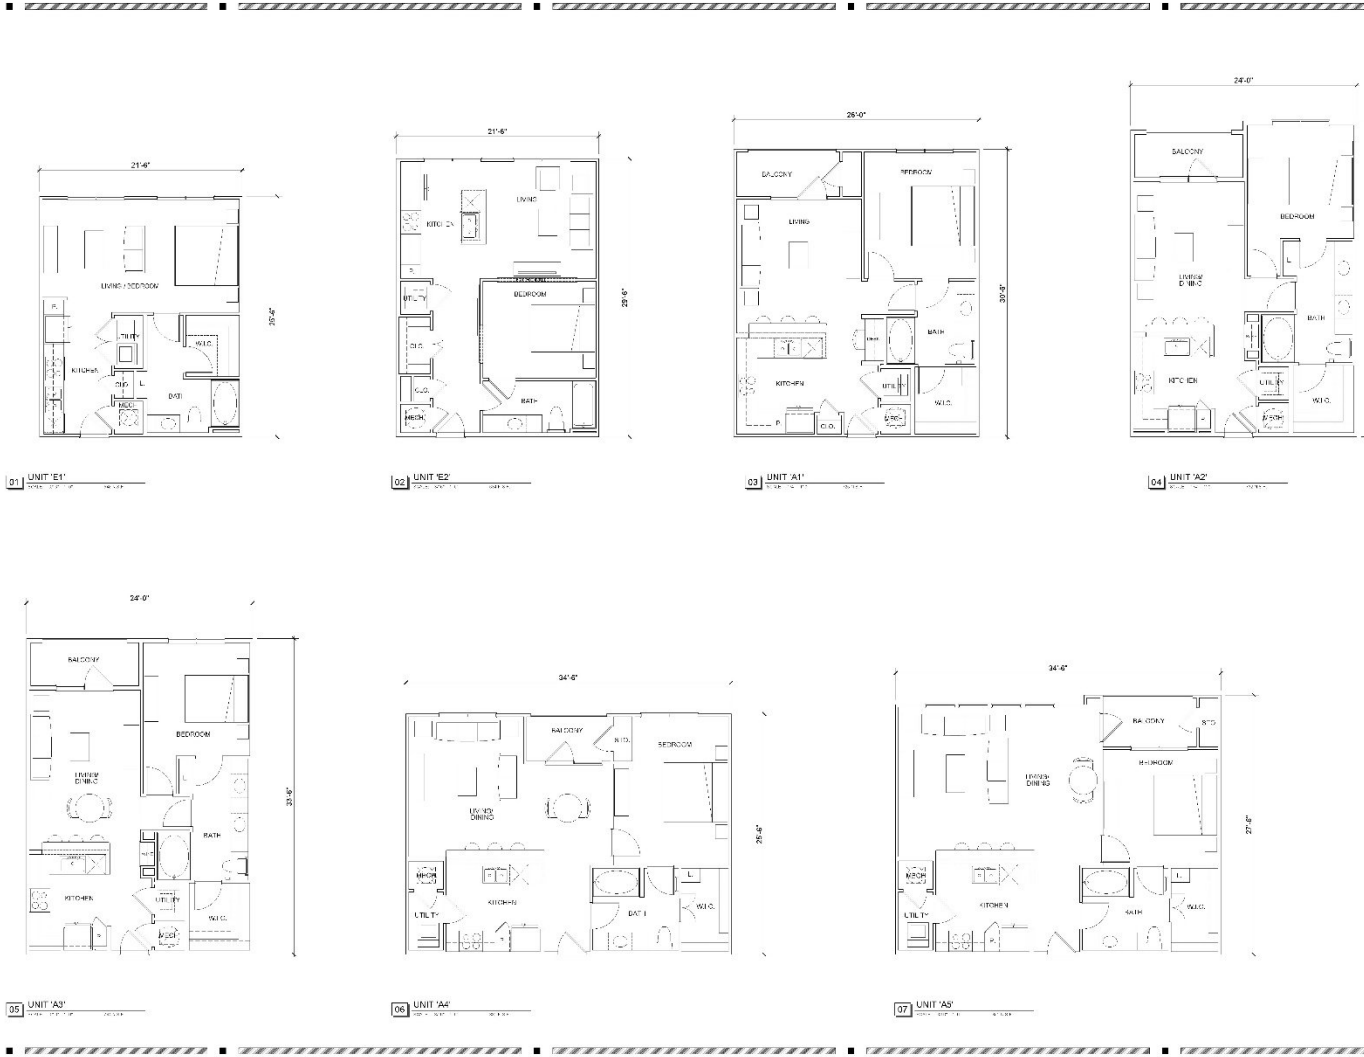 24'-0"
26'-0"
21'-6"
21'-6"
BALCONY
BEDROOM
LIVING/
DINING
BATH
KITCHEN
UTILITY
W.I.C.
MECH.
L.
BALCONY
BEDROOM
LIVING
BATH
KITCHEN
UTILITY
W.I.C.
MECH.
P.
CLO.
30'-6"
LIVING
KITCHEN
P.
UTILITY
BEDROOM
CLO.
CLO.
BATH
MECH.
29'-6"
LIVING / BEDROOM
P.
UTILITY
W.I.C.
KITCHEN
CLO.
L.
BATH
MECH.
01 UNIT 'E1'
02 UNIT 'E2'
03 UNIT 'A1'
04 UNIT 'A2'
24'-0"
BALCONY
BEDROOM
L.
LIVING/
DINING
BATH
KITCHEN
UTILITY
W.I.C.
MECH.
33'-6"
34'-6"
BALCONY
STO.
BEDROOM
LIVING/
DINING
MECH.
L.
KITCHEN
UTILITY
BATH
W.I.C.
34'-6"
BALCONY
STO.
BEDROOM
LIVING/
DINING
MECH.
L.
KITCHEN
UTILITY
BATH
W.I.C.
P.
27'-6"
05 UNIT 'A3'
06 UNIT 'A4'
07 UNIT 'A5'